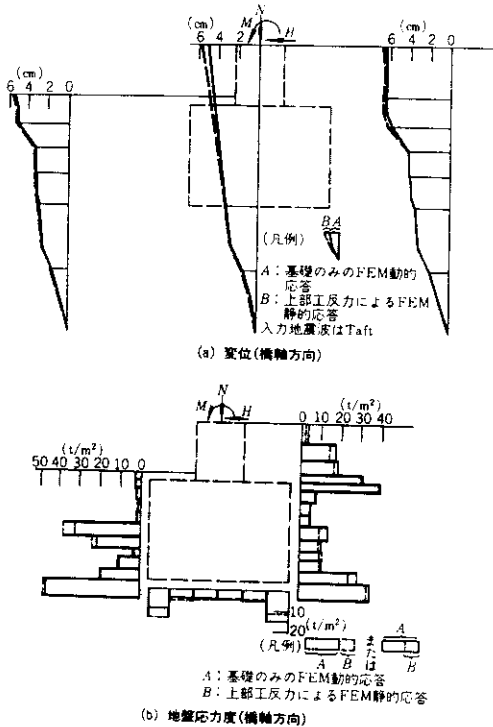 N
M H
(cm)
6 4 2 0
6 2
(cm)
6 4 2 0
(cm)
6 4 2 0
B A
(凡例)
A:基礎のみのFEM動的
応答
B:上部工反力によるFEM
静的応答
入力地震波はTaft
(a) 変位(橋軸方向)
N
M H
(t/m²)
0 10 20 30 40
(t/m²)
50 40 30 20 10 0
10
20 (t/m²)
(凡例)
A B
または
A
B
A:基礎のみのFEM動的応答
B:上部工反力によるFEM静的応答
(b) 地盤応力度(橋軸方向)